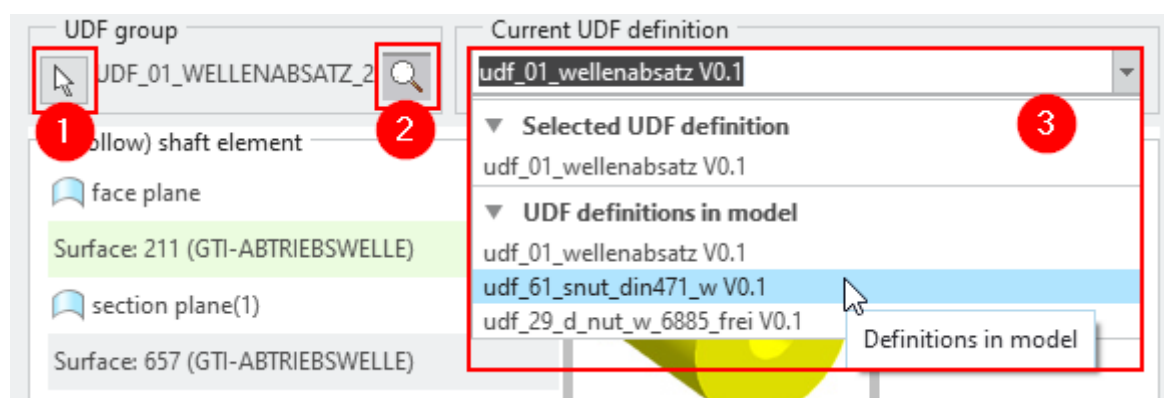 UDF group
Current UDF definition
UDF_01_WELLENABSATZ_2
udf_01_wellenabsatz V0.1
1
2
3
Selected UDF definition
ollow) shaft element
udf_01_wellenabsatz V0.1
face plane
UDF definitions in model
Surface: 211 (GTI-ABTRIEBSWELLE)
udf_01_wellenabsatz V0.1
udf_61_snut_din471_w V0.1
section plane(1)
udf_29_d_nut_w_6885_frei V0.1
Definitions in model
Surface: 657 (GTI-ABTRIEBSWELLE)